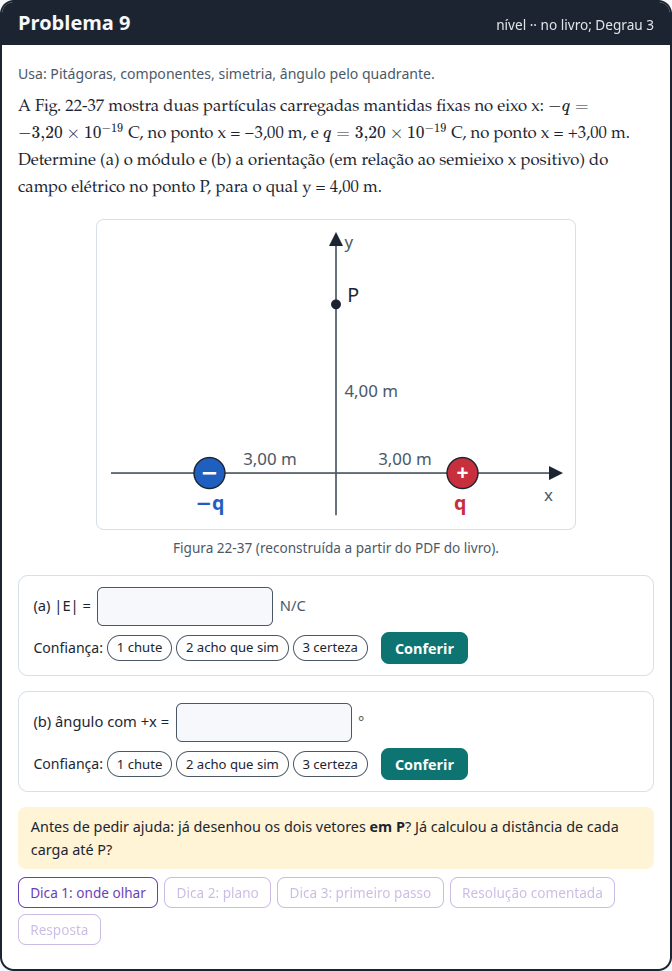 Problema 9
nível ·· no livro; Degrau 3
Usa: Pitágoras, componentes, simetria, ângulo pelo quadrante.
A Fig. 22-37 mostra duas partículas carregadas mantidas fixas no eixo x: −q =
−3,20 × 10⁻¹⁹ C, no ponto x = −3,00 m, e q = 3,20 × 10⁻¹⁹ C, no ponto x = +3,00 m.
Determine (a) o módulo e (b) a orientação (em relação ao semieixo x positivo) do
campo elétrico no ponto P, para o qual y = 4,00 m.
y
P
4,00 m
3,00 m
3,00 m
−
+
x
−q
q
Figura 22-37 (reconstruída a partir do PDF do livro).
(a) |E| =
N/C
Confiança: 1 chute 2 acho que sim 3 certeza Conferir
(b) ângulo com +x =
°
Confiança: 1 chute 2 acho que sim 3 certeza Conferir
Antes de pedir ajuda: já desenhou os dois vetores em P? Já calculou a distância de cada
carga até P?
Dica 1: onde olhar
Dica 2: plano
Dica 3: primeiro passo
Resolução comentada
Resposta